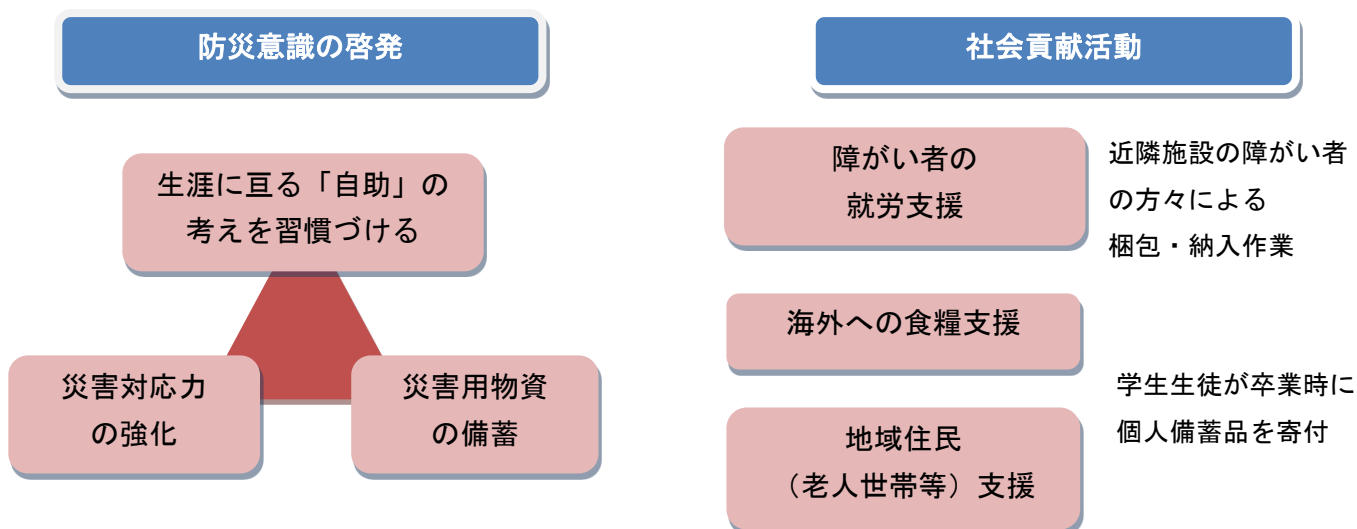 防災意識の啓発
生涯に亘る「自助」の
考えを習慣づける
災害対応力
の強化
災害用物資
の備蓄
社会貢献活動
障がい者の
就労支援
近隣施設の障がい者
の方々による
梱包・納入作業
海外への食糧支援
地域住民
（老人世帯等）支援
学生生徒が卒業時に
個人備蓄品を寄付